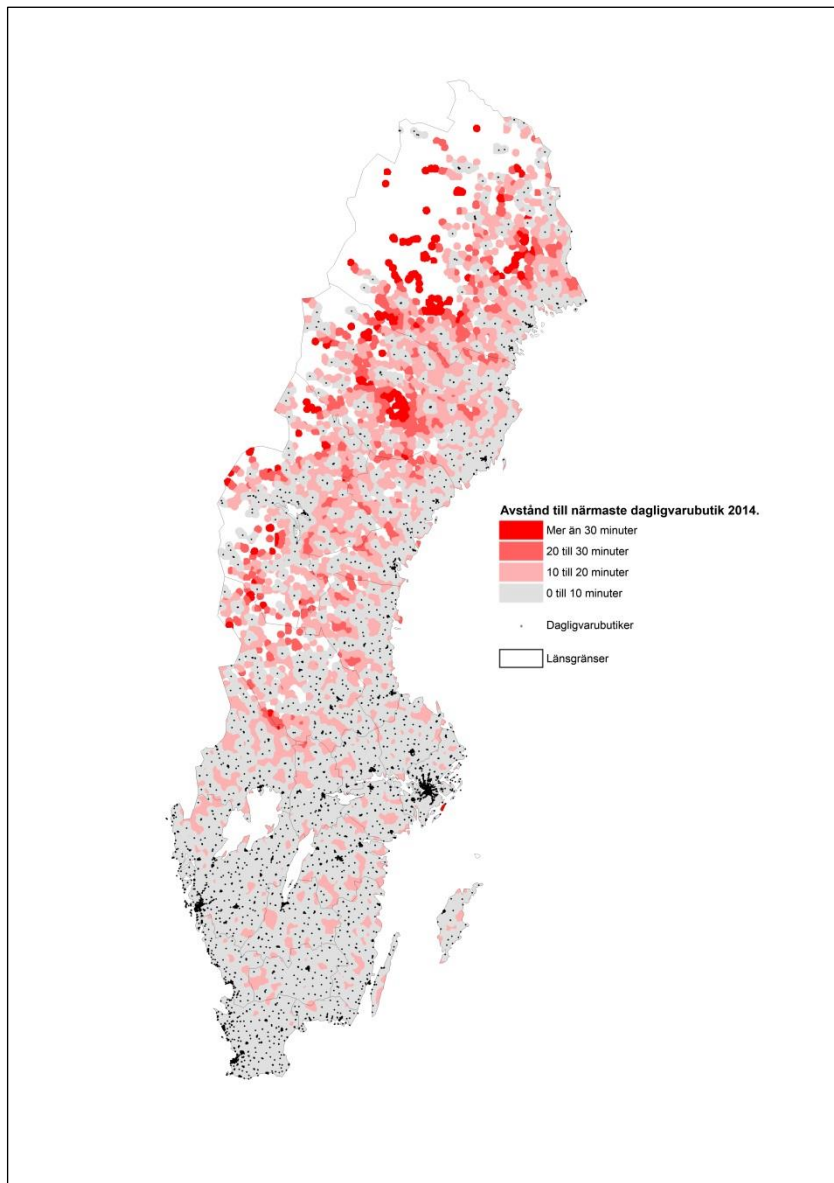 Avstånd till närmaste dagligvarubutik 2014.
Mer än 30 minuter
20 till 30 minuter
10 till 20 minuter
0 till 10 minuter
Dagligvarubutiker
Länsgränser